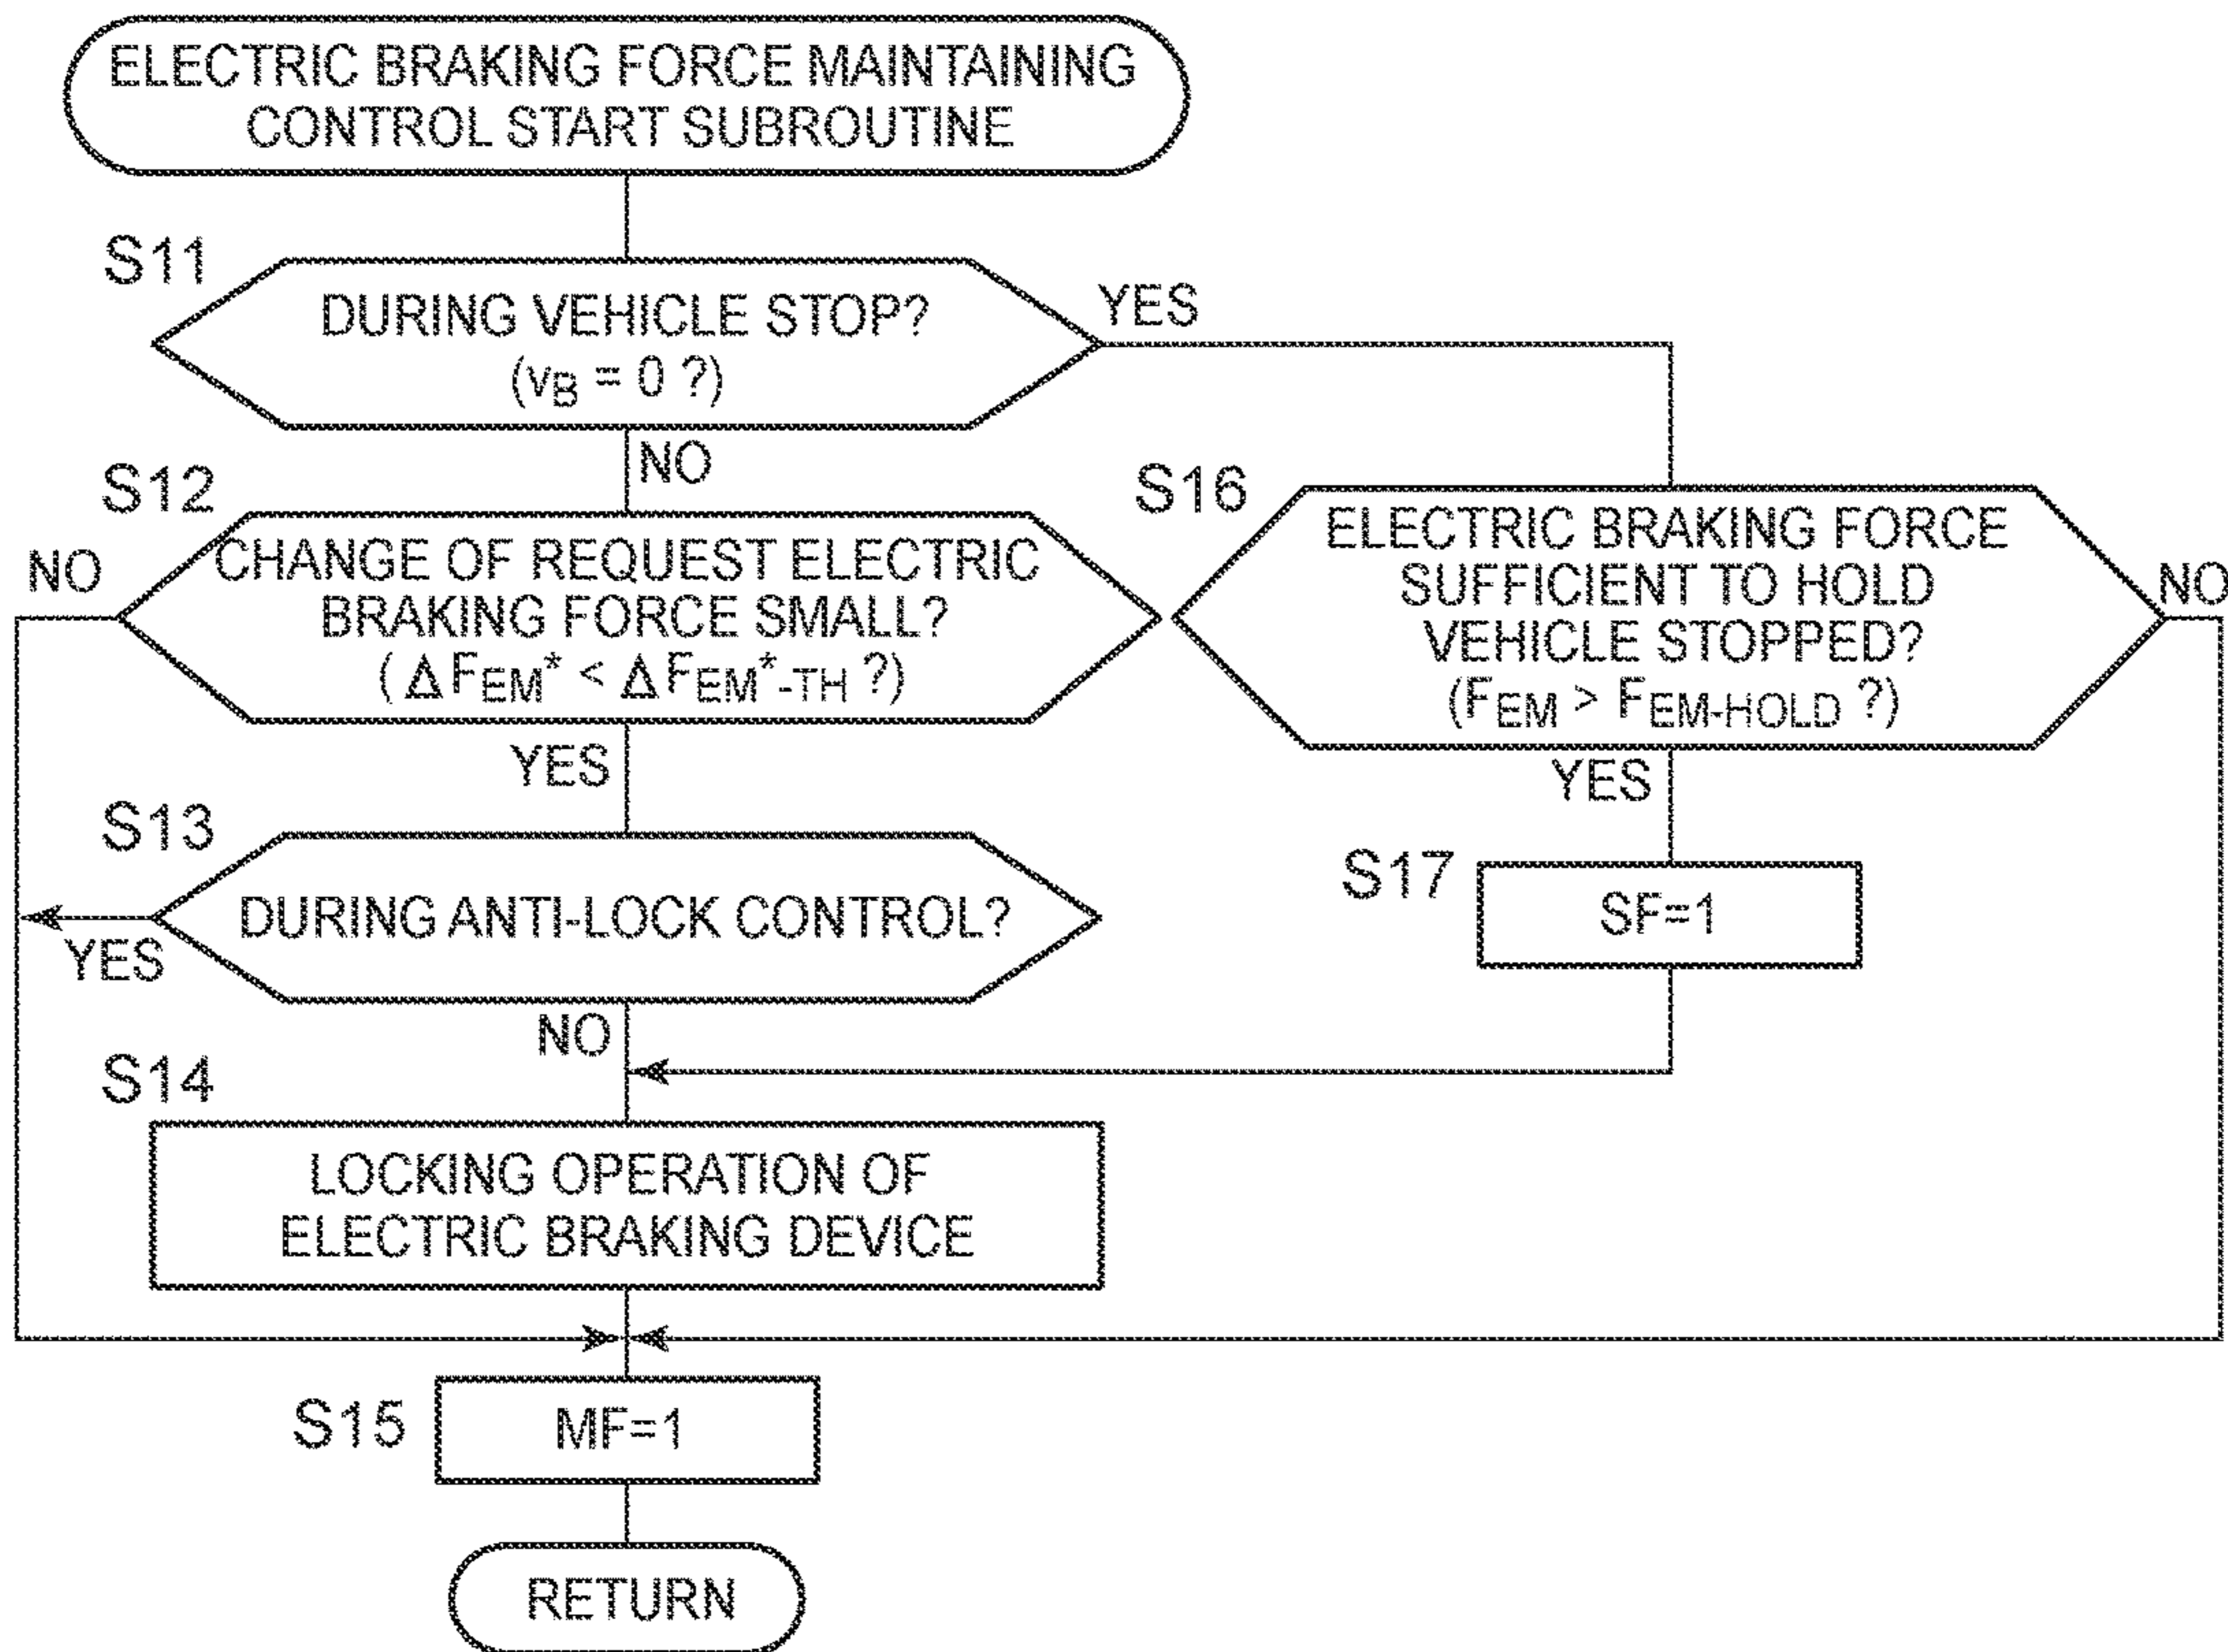 ELECTRIC BRAKING FORCE MAINTAINING
CONTROL START SUBROUTINE
S11
DURING VEHICLE STOP?
(vB = 0 ?)
YES
NO
S12
CHANGE OF REQUEST ELECTRIC
BRAKING FORCE SMALL?
( ΔFEM* < ΔFEM*-TH ?)
NO
YES
S16
ELECTRIC BRAKING FORCE
SUFFICIENT TO HOLD
VEHICLE STOPPED?
(FEM > FEM-HOLD ?)
NO
YES
S13
DURING ANTI-LOCK CONTROL?
YES
NO
S17
SF=1
S14
LOCKING OPERATION OF
ELECTRIC BRAKING DEVICE
S15
MF=1
RETURN